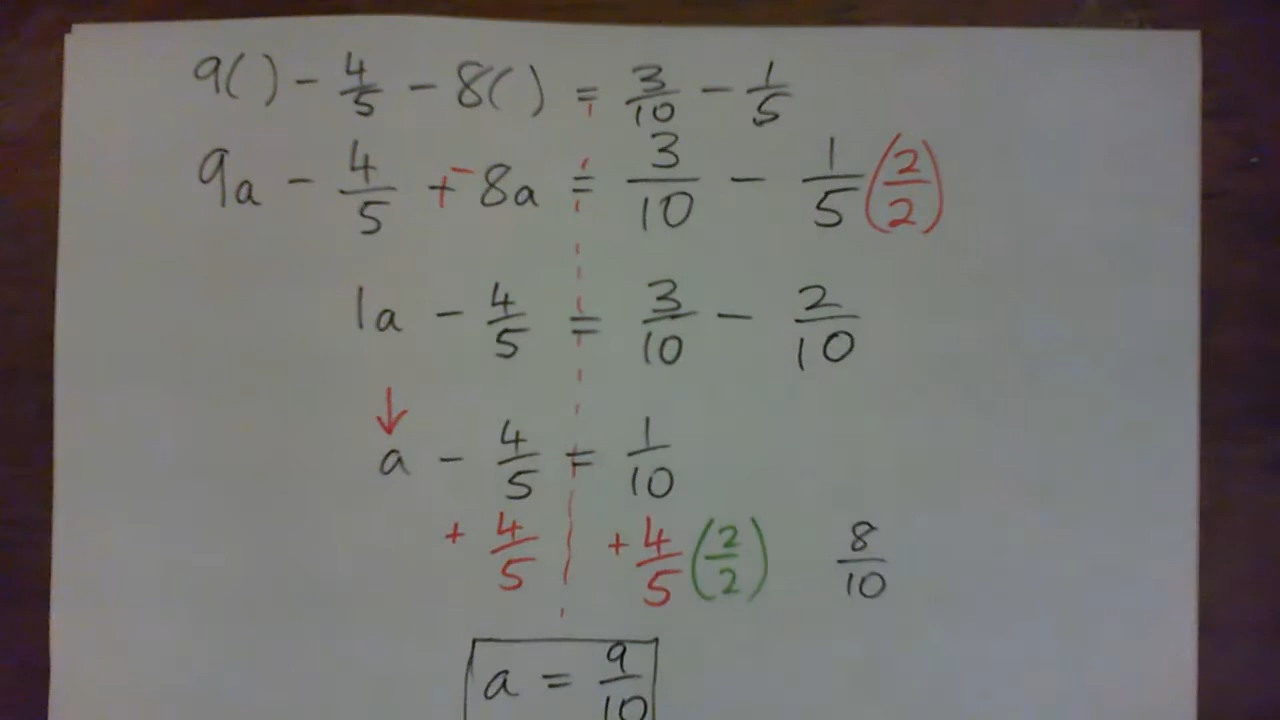 9( ) - 4/5 - 8( ) = 3/10 - 1/5
9a - 4/5 + -8a = 3/10 - 1/5 (2/2)
1a - 4/5 = 3/10 - 2/10
↓
a - 4/5 = 1/10
+ 4/5 + 4/5 (2/2) 8/10
a = 9/10